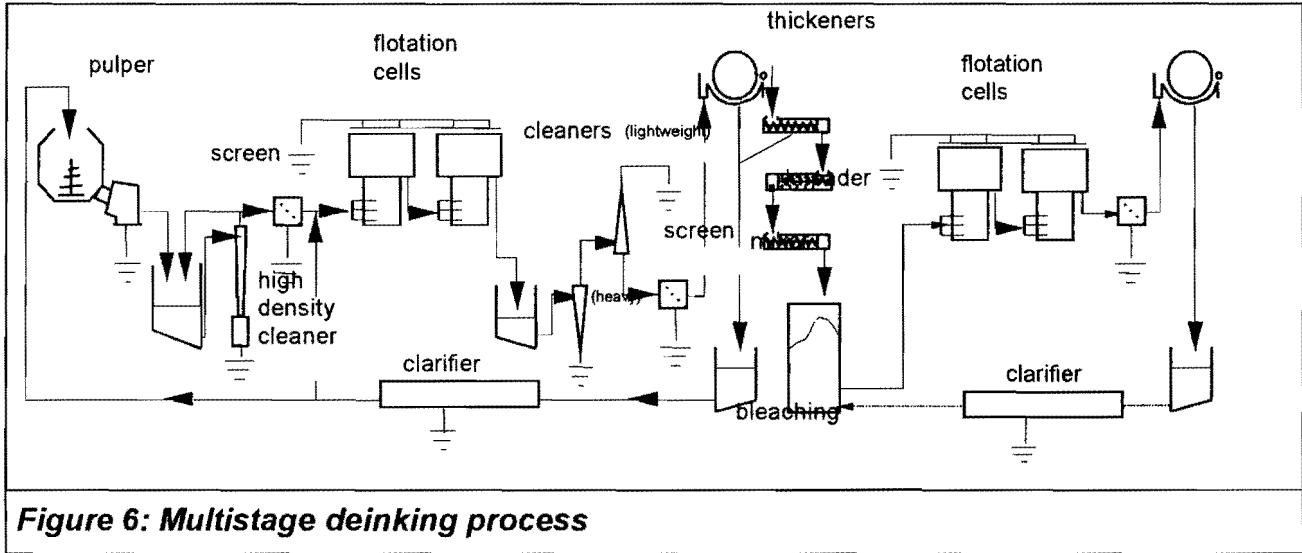 thickeners
flotation
cells
pulper
flotation
cells
cleaners (lightweight)
screen
screen
(heavy)
high
density
cleaner
clarifier
clarifier
bleaching
Figure 6: Multistage deinking process